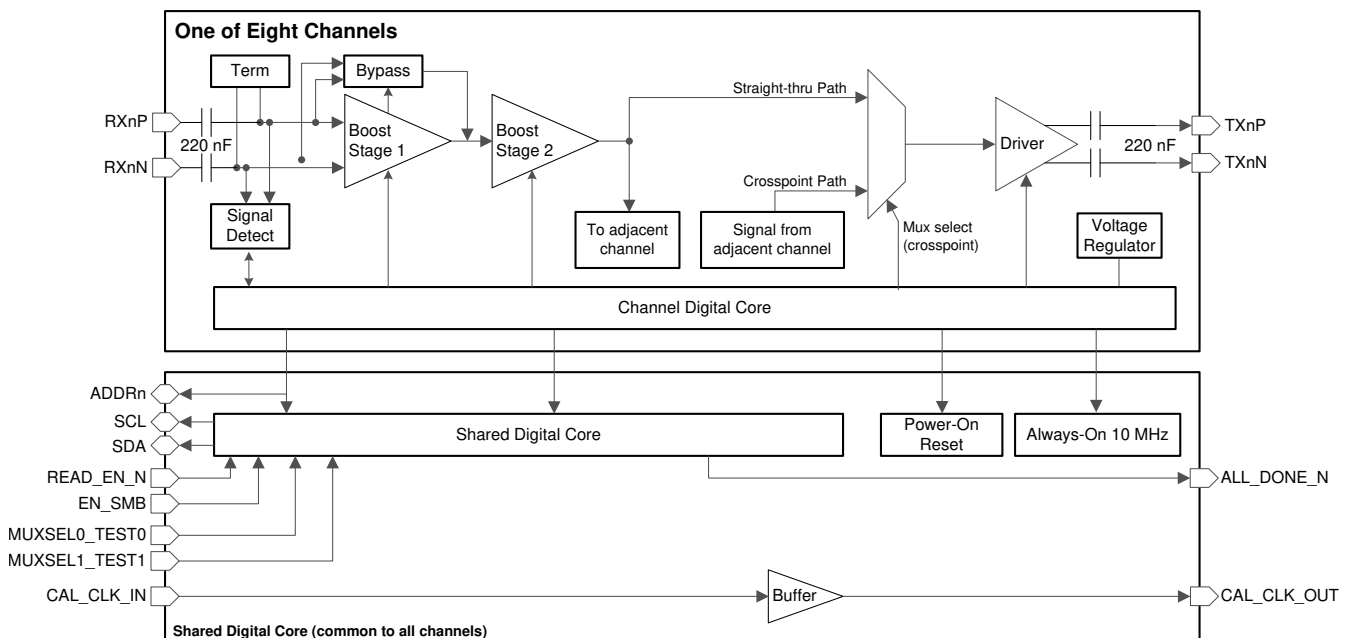 One of Eight Channels
Term
Bypass
Straight-thru Path
RXnP
220 nF
RXnN
Boost
Stage 1
Boost
Stage 2
Driver
220 nF
TXnP
TXnN
Crosspoint Path
Signal
Detect
To adjacent
channel
Signal from
adjacent channel
Mux select
(crosspoint)
Voltage
Regulator
Channel Digital Core
ADDRn
SCL
SDA
READ_EN_N
EN_SMB
MUXSEL0_TEST0
MUXSEL1_TEST1
CAL_CLK_IN
Shared Digital Core
Power-On
Reset
Always-On 10 MHz
ALL_DONE_N
Buffer
CAL_CLK_OUT
Shared Digital Core (common to all channels)